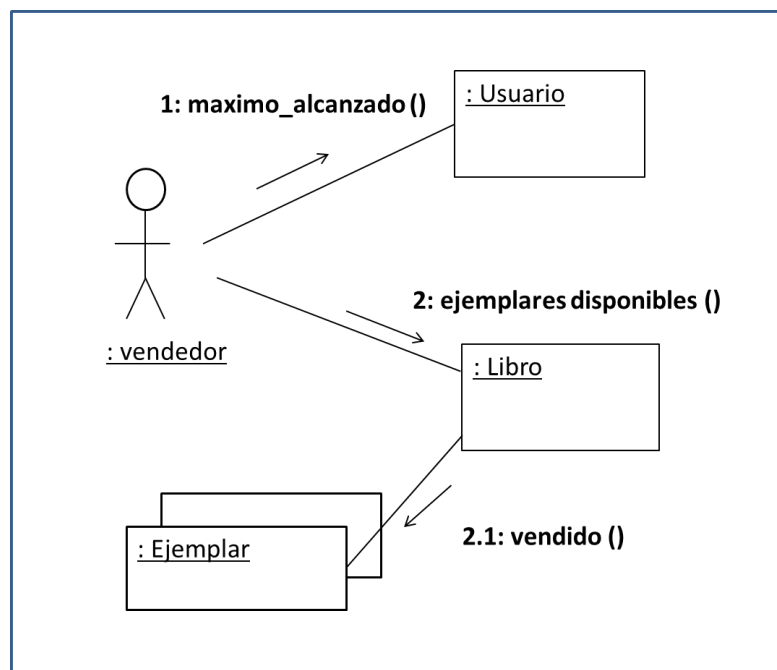 1: maximo_alcanzado ()
: Usuario
: vendedor
2: ejemplares disponibles ()
: Libro
: Ejemplar
2.1: vendido ()